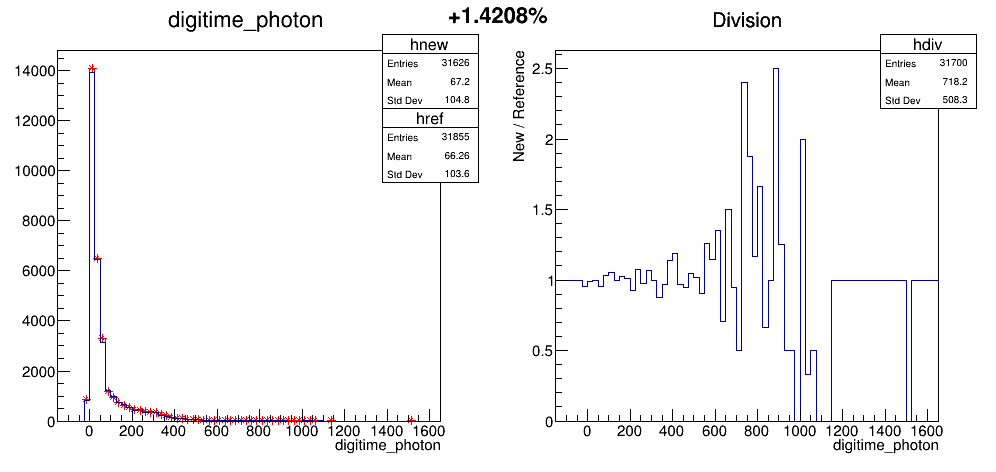 digitime_photon
+1.4208%
Division
hnew
Entries 31626
Mean 67.2
Std Dev 104.8
href
Entries 31855
Mean 66.26
Std Dev 103.6
14000
12000
10000
8000
6000
4000
2000
0
0 200 400 600 800 1000 1200 1400 1600
digitime_photon
hdiv
Entries 31700
Mean 718.2
Std Dev 508.3
New / Reference
2.5
2
1.5
1
0.5
0
0 200 400 600 800 1000 1200 1400 1600
digitime_photon